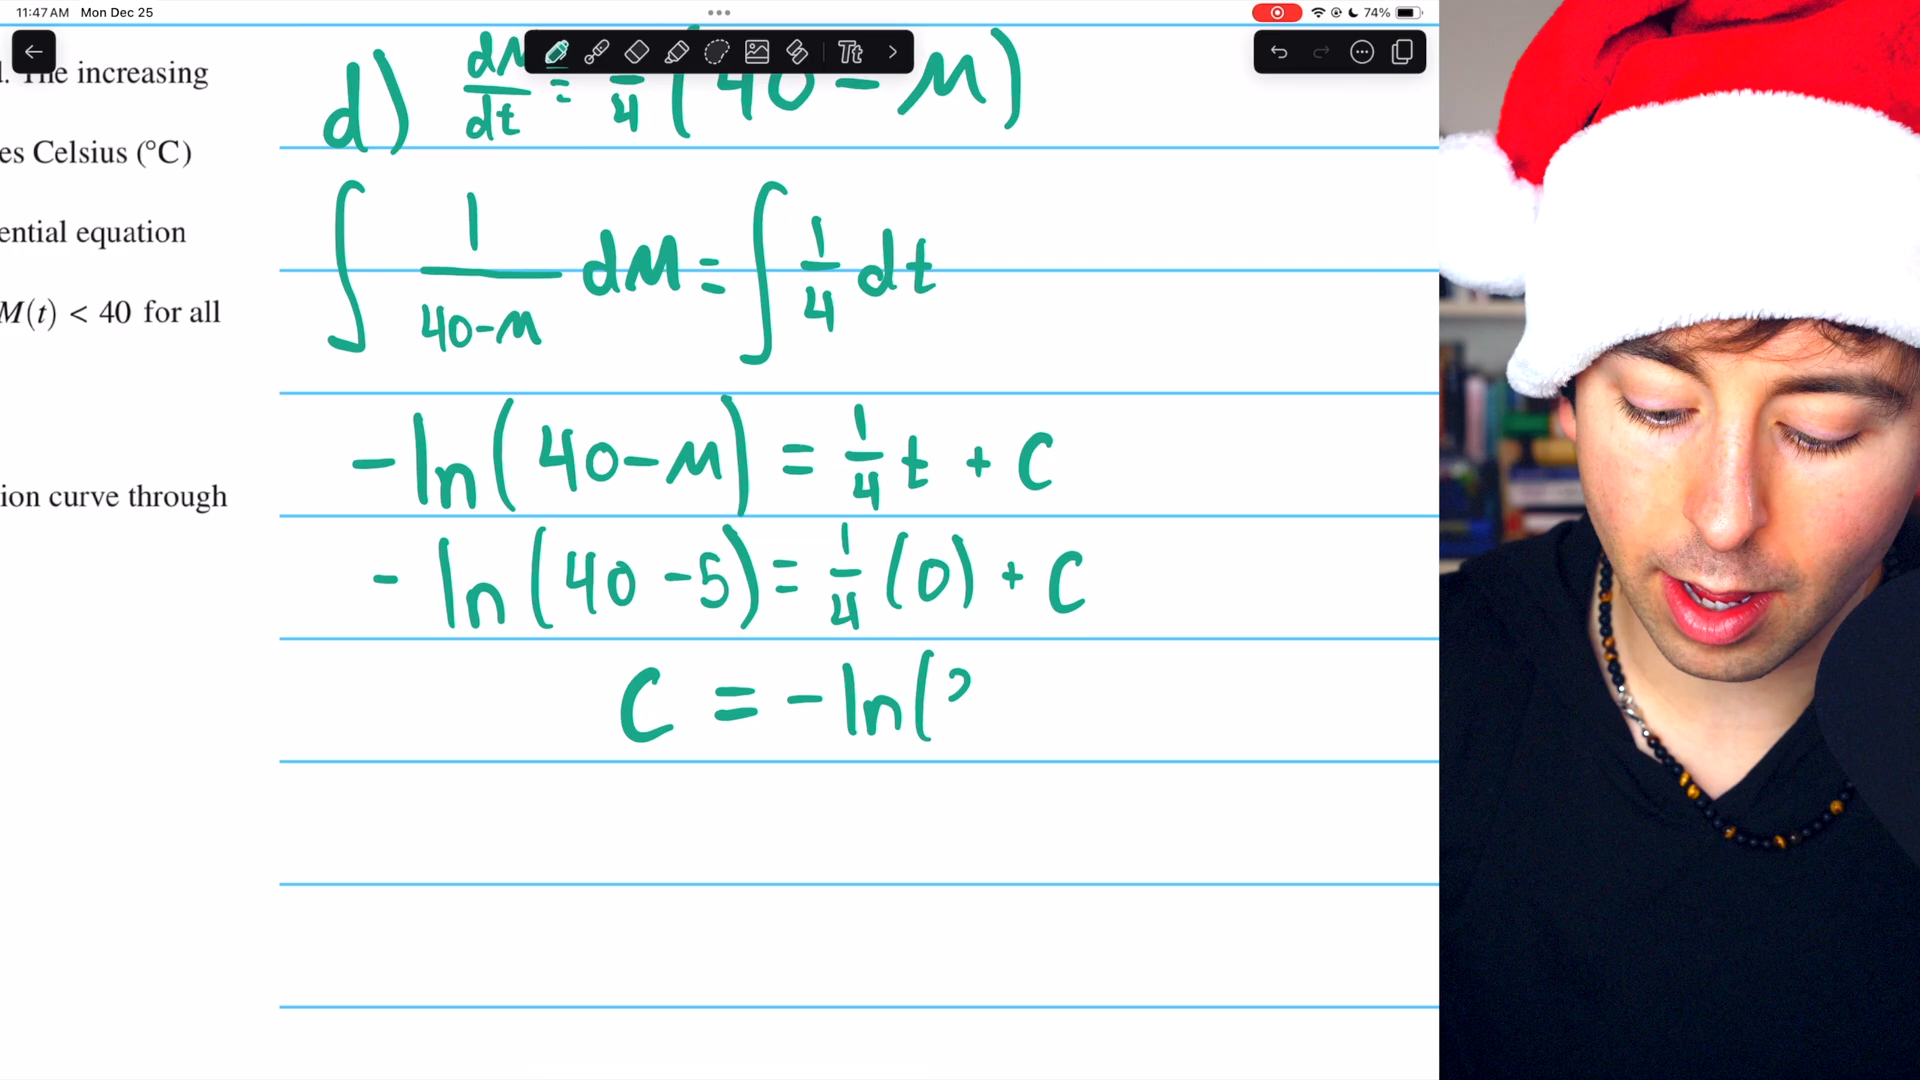 11:47 AM Mon Dec 25
74%
Tt
l. The increasing
es Celsius (°C)
ential equation
M(t) < 40 for all
ion curve through
d) dM/dt = 1/4 (40 - M)
∫ 1/(40-M) dM = ∫ 1/4 dt
-ln(40-M) = 1/4 t + C
-ln(40-5) = 1/4 (0) + C
C = -ln(